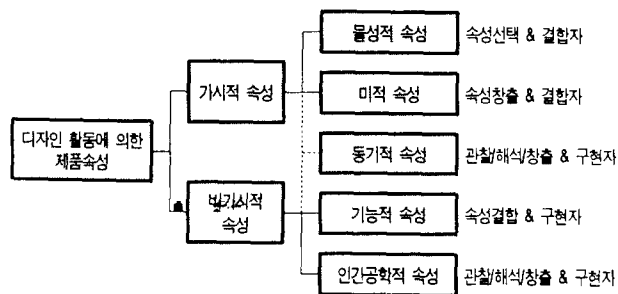 물성적 속성 속성선택 & 결합자
가시적 속성
미적 속성 속성창출 & 결합자
디자인 활동에 의한
제품속성
동기적 속성 관찰/해석/창출 & 구현자
비가시적
속성
기능적 속성 속성결합 & 구현자
인간공학적 속성 관찰/해석/창출 & 구현자